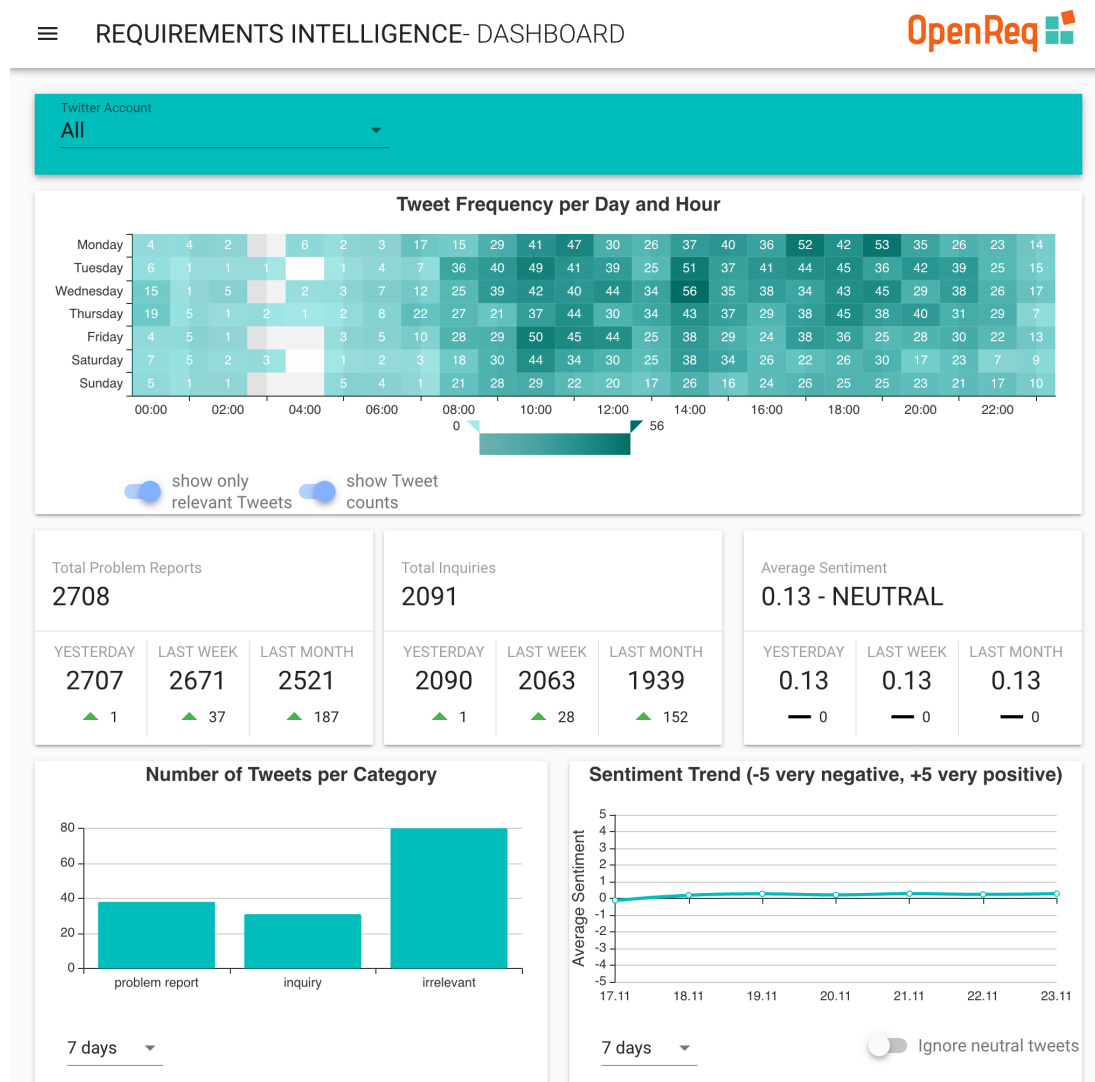 REQUIREMENTS INTELLIGENCE- DASHBOARD
OpenReq
Twitter Account
All
Tweet Frequency per Day and Hour
Monday 4 4 2 6 2 3 17 15 29 41 47 30 26 37 40 36 52 42 53 35 26 23 14
Tuesday 6 1 1 1 1 4 7 36 40 49 41 39 25 51 37 41 44 45 36 42 39 25 15
Wednesday 15 1 5 2 3 7 12 25 39 42 40 44 34 56 35 38 34 43 45 29 38 26 17
Thursday 19 5 1 2 1 2 8 22 27 21 37 44 30 34 43 37 29 38 45 38 40 31 29 7
Friday 4 5 1 3 5 10 28 29 50 45 44 25 38 29 24 38 36 25 28 30 22 13
Saturday 7 5 2 3 1 2 3 18 30 44 34 30 25 38 34 26 22 26 30 17 23 7 9
Sunday 5 1 1 5 4 1 21 28 29 22 20 17 26 16 24 26 25 25 23 21 17 10
00:00 02:00 04:00 06:00 08:00 10:00 12:00 14:00 16:00 18:00 20:00 22:00
0 56
show only
relevant Tweets
show Tweet
counts
Total Problem Reports
2708
YESTERDAY LAST WEEK LAST MONTH
2707 2671 2521
1 37 187
Total Inquiries
2091
YESTERDAY LAST WEEK LAST MONTH
2090 2063 1939
1 28 152
Average Sentiment
0.13 - NEUTRAL
YESTERDAY LAST WEEK LAST MONTH
0.13 0.13 0.13
0 0 0
Number of Tweets per Category
80
60
40
20
0
problem report inquiry irrelevant
7 days
Sentiment Trend (-5 very negative, +5 very positive)
Average Sentiment
5
4
3
2
1
0
-1
-2
-3
-4
-5
17.11 18.11 19.11 20.11 21.11 22.11 23.11
7 days
Ignore neutral tweets